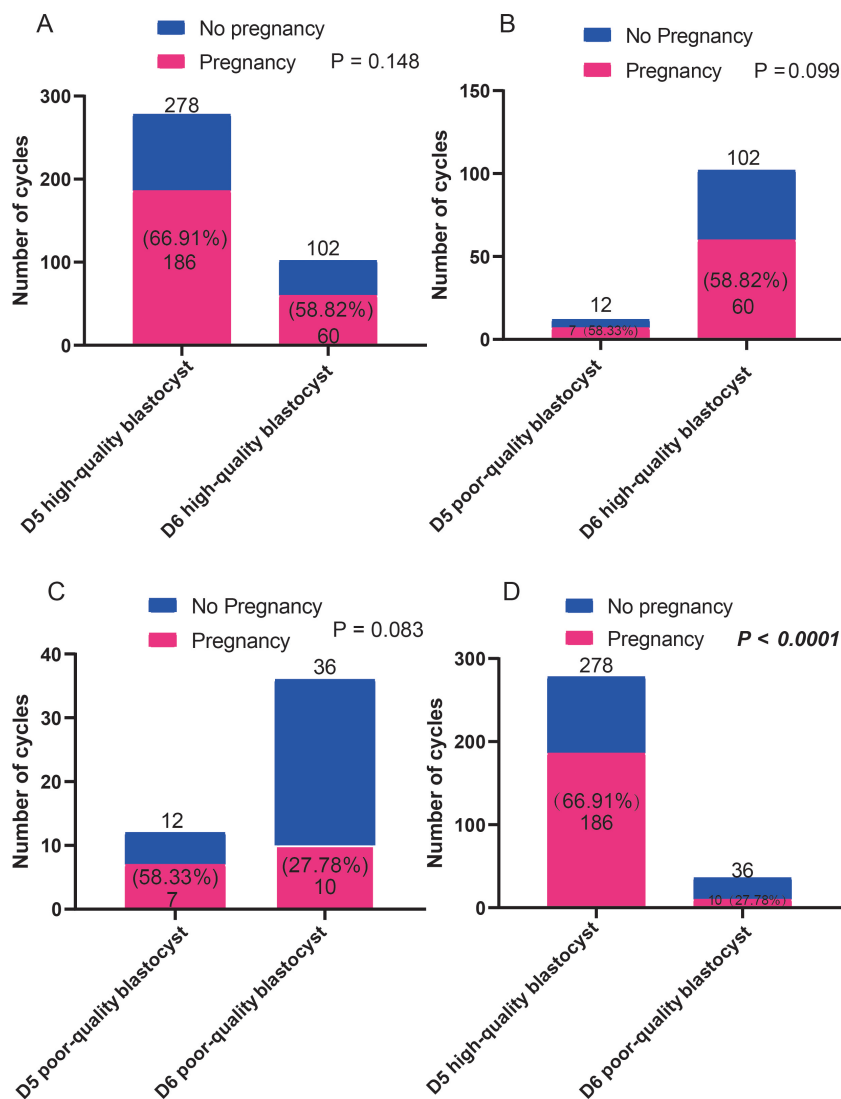 A
No pregnancy
Pregnancy P = 0.148
300
200
100
0
Number of cycles
278
(66.91%)
186
102
(58.82%)
60
D5 high-quality blastocyst
D6 high-quality blastocyst
B
No Pregnancy
Pregnancy P =0.099
150
100
50
0
Number of cycles
12
7 (58.33%)
102
(58.82%)
60
D5 poor-quality blastocyst
D6 high-quality blastocyst
C
No Pregnancy
Pregnancy P = 0.083
40
30
20
10
0
Number of cycles
12
(58.33%)
7
36
(27.78%)
10
D5 poor-quality blastocyst
D6 poor-quality blastocyst
D
No pregnancy
Pregnancy P < 0.0001
300
200
100
0
Number of cycles
278
(66.91%)
186
36
10 (27.78%)
D5 high-quality blastocyst
D6 poor-quality blastocyst